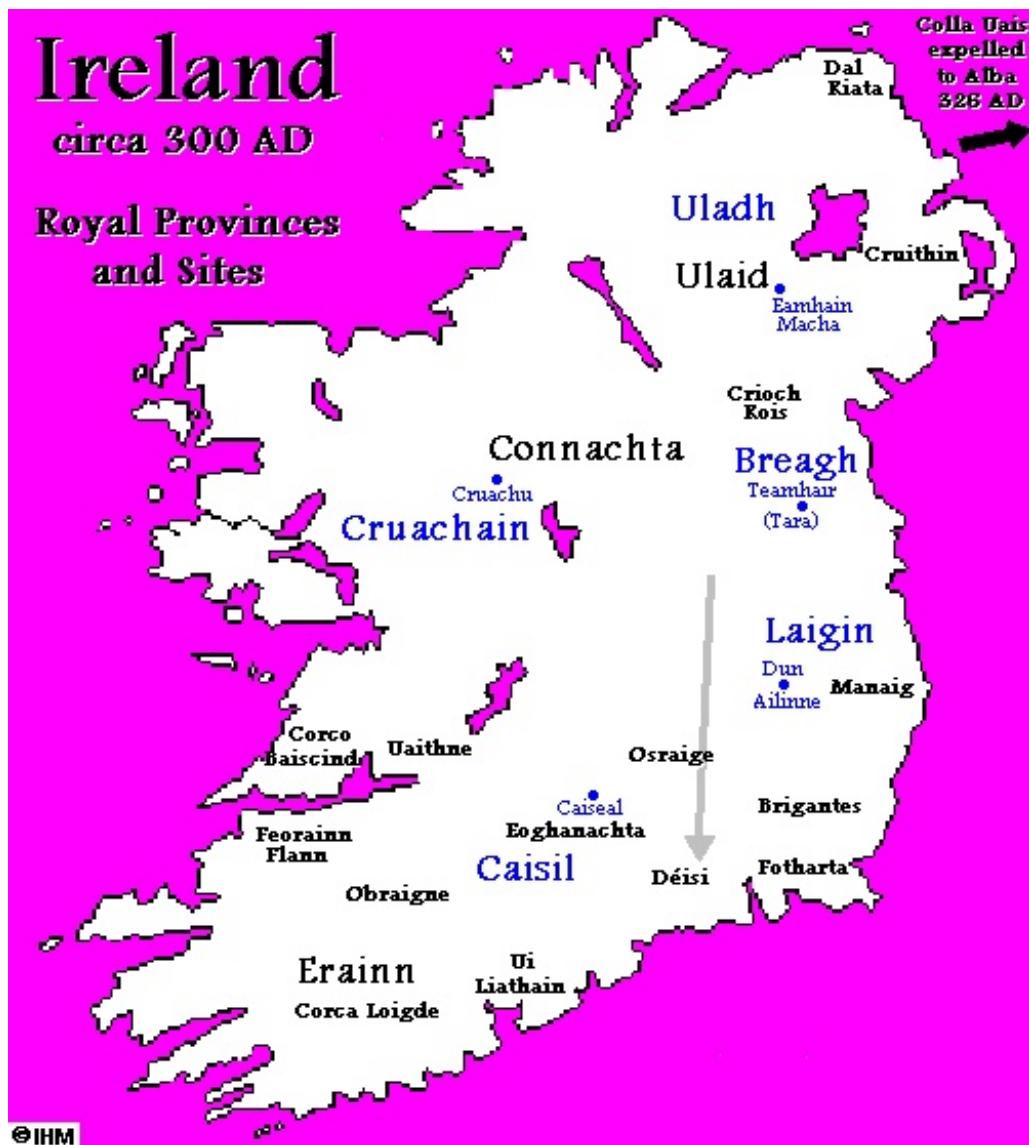 Ireland
circa 300 AD
Royal Provinces
and Sites
Colla Uais
expelled
to Alba
326 AD
Dal
Riata
Uladh
Ulaid
Cruithin
Eamhain
Macha
Crioch
Rois
Connachta
Cruachu
Cruachain
Breagh
Teamhair
(Tara)
Laigin
Dun
Ailinne
Manaig
Corco
Baiscind
Uaithne
Osraige
Caiseal
Eoghanachta
Caisil
Brigantes
Feorainn
Flann
Obraigne
Déisi
Fotharta
Erainn
Corca Loigde
Ui
Liathain
©IHM